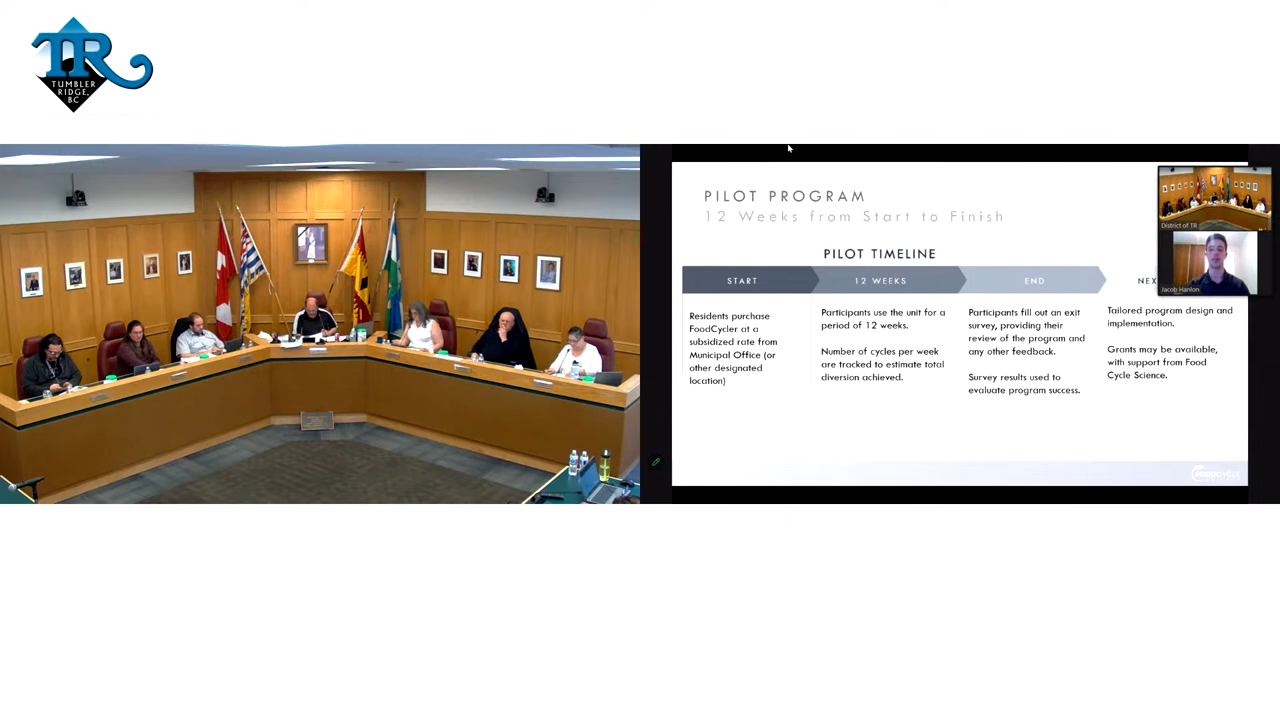 TR
TUMBLER
RIDGE,
BC
PILOT PROGRAM
12 Weeks from Start to Finish
PILOT TIMELINE
START
12 WEEKS
END
Residents purchase
FoodCycler at a
subsidized rate from
Municipal Office (or
other designated
location)
Participants use the unit for a
period of 12 weeks.
Number of cycles per week
are tracked to estimate total
diversion achieved.
Participants fill out an exit
survey, providing their
review of the program and
any other feedback.
Survey results used to
evaluate program success.
Tailored program design and
implementation.
Grants may be available,
with support from Food
Cycle Science.
District of TR
Jacob Hanlon
FOODCYCLE